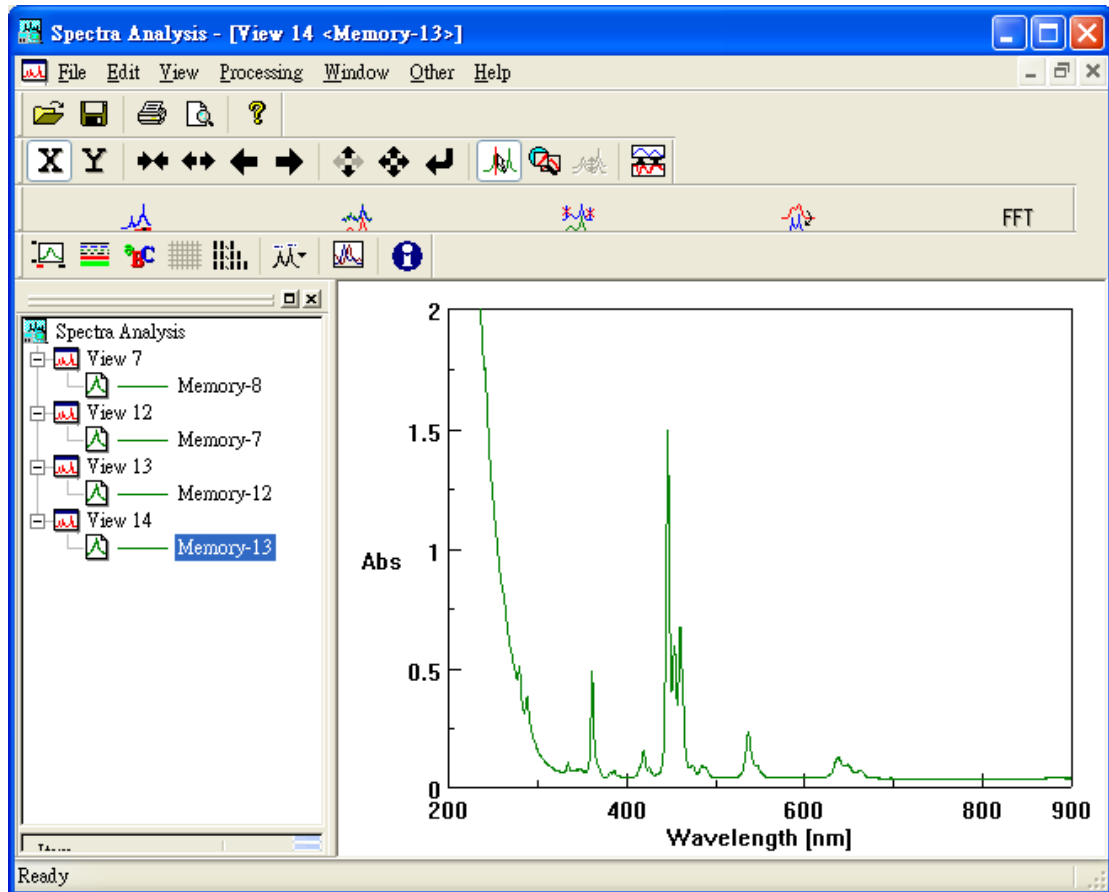 Spectra Analysis - [View 14 <Memory-13>]
File Edit View Processing Window Other Help
X Y
FFT
ABC
Spectra Analysis
View 7
Memory-8
View 12
Memory-7
View 13
Memory-12
View 14
Memory-13
2
1.5
Abs 1
0.5
0
200 400 600 800 900
Wavelength [nm]
Ready